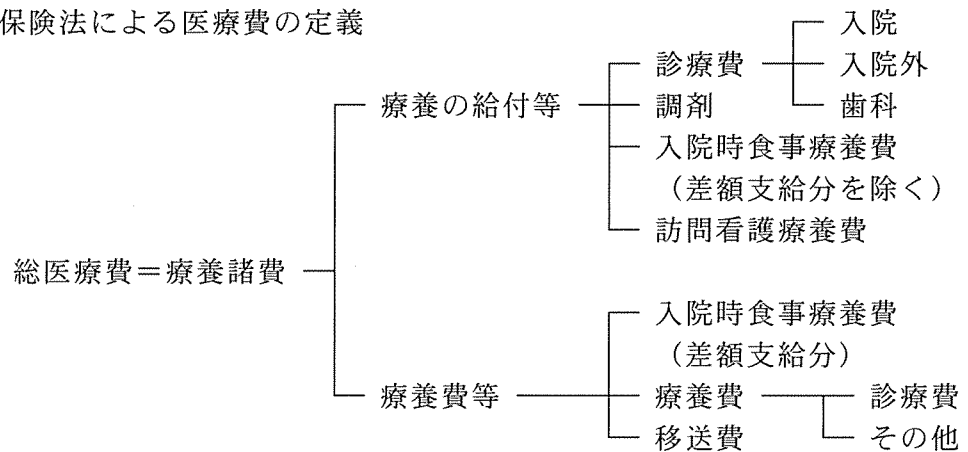 保険法による医療費の定義
入院
診療費
入院外
療養の給付等
調剤
歯科
入院時食事療養費
（差額支給分を除く）
訪問看護療養費
総医療費＝療養諸費
入院時食事療養費
（差額支給分）
療養費等
療養費
診療費
移送費
その他